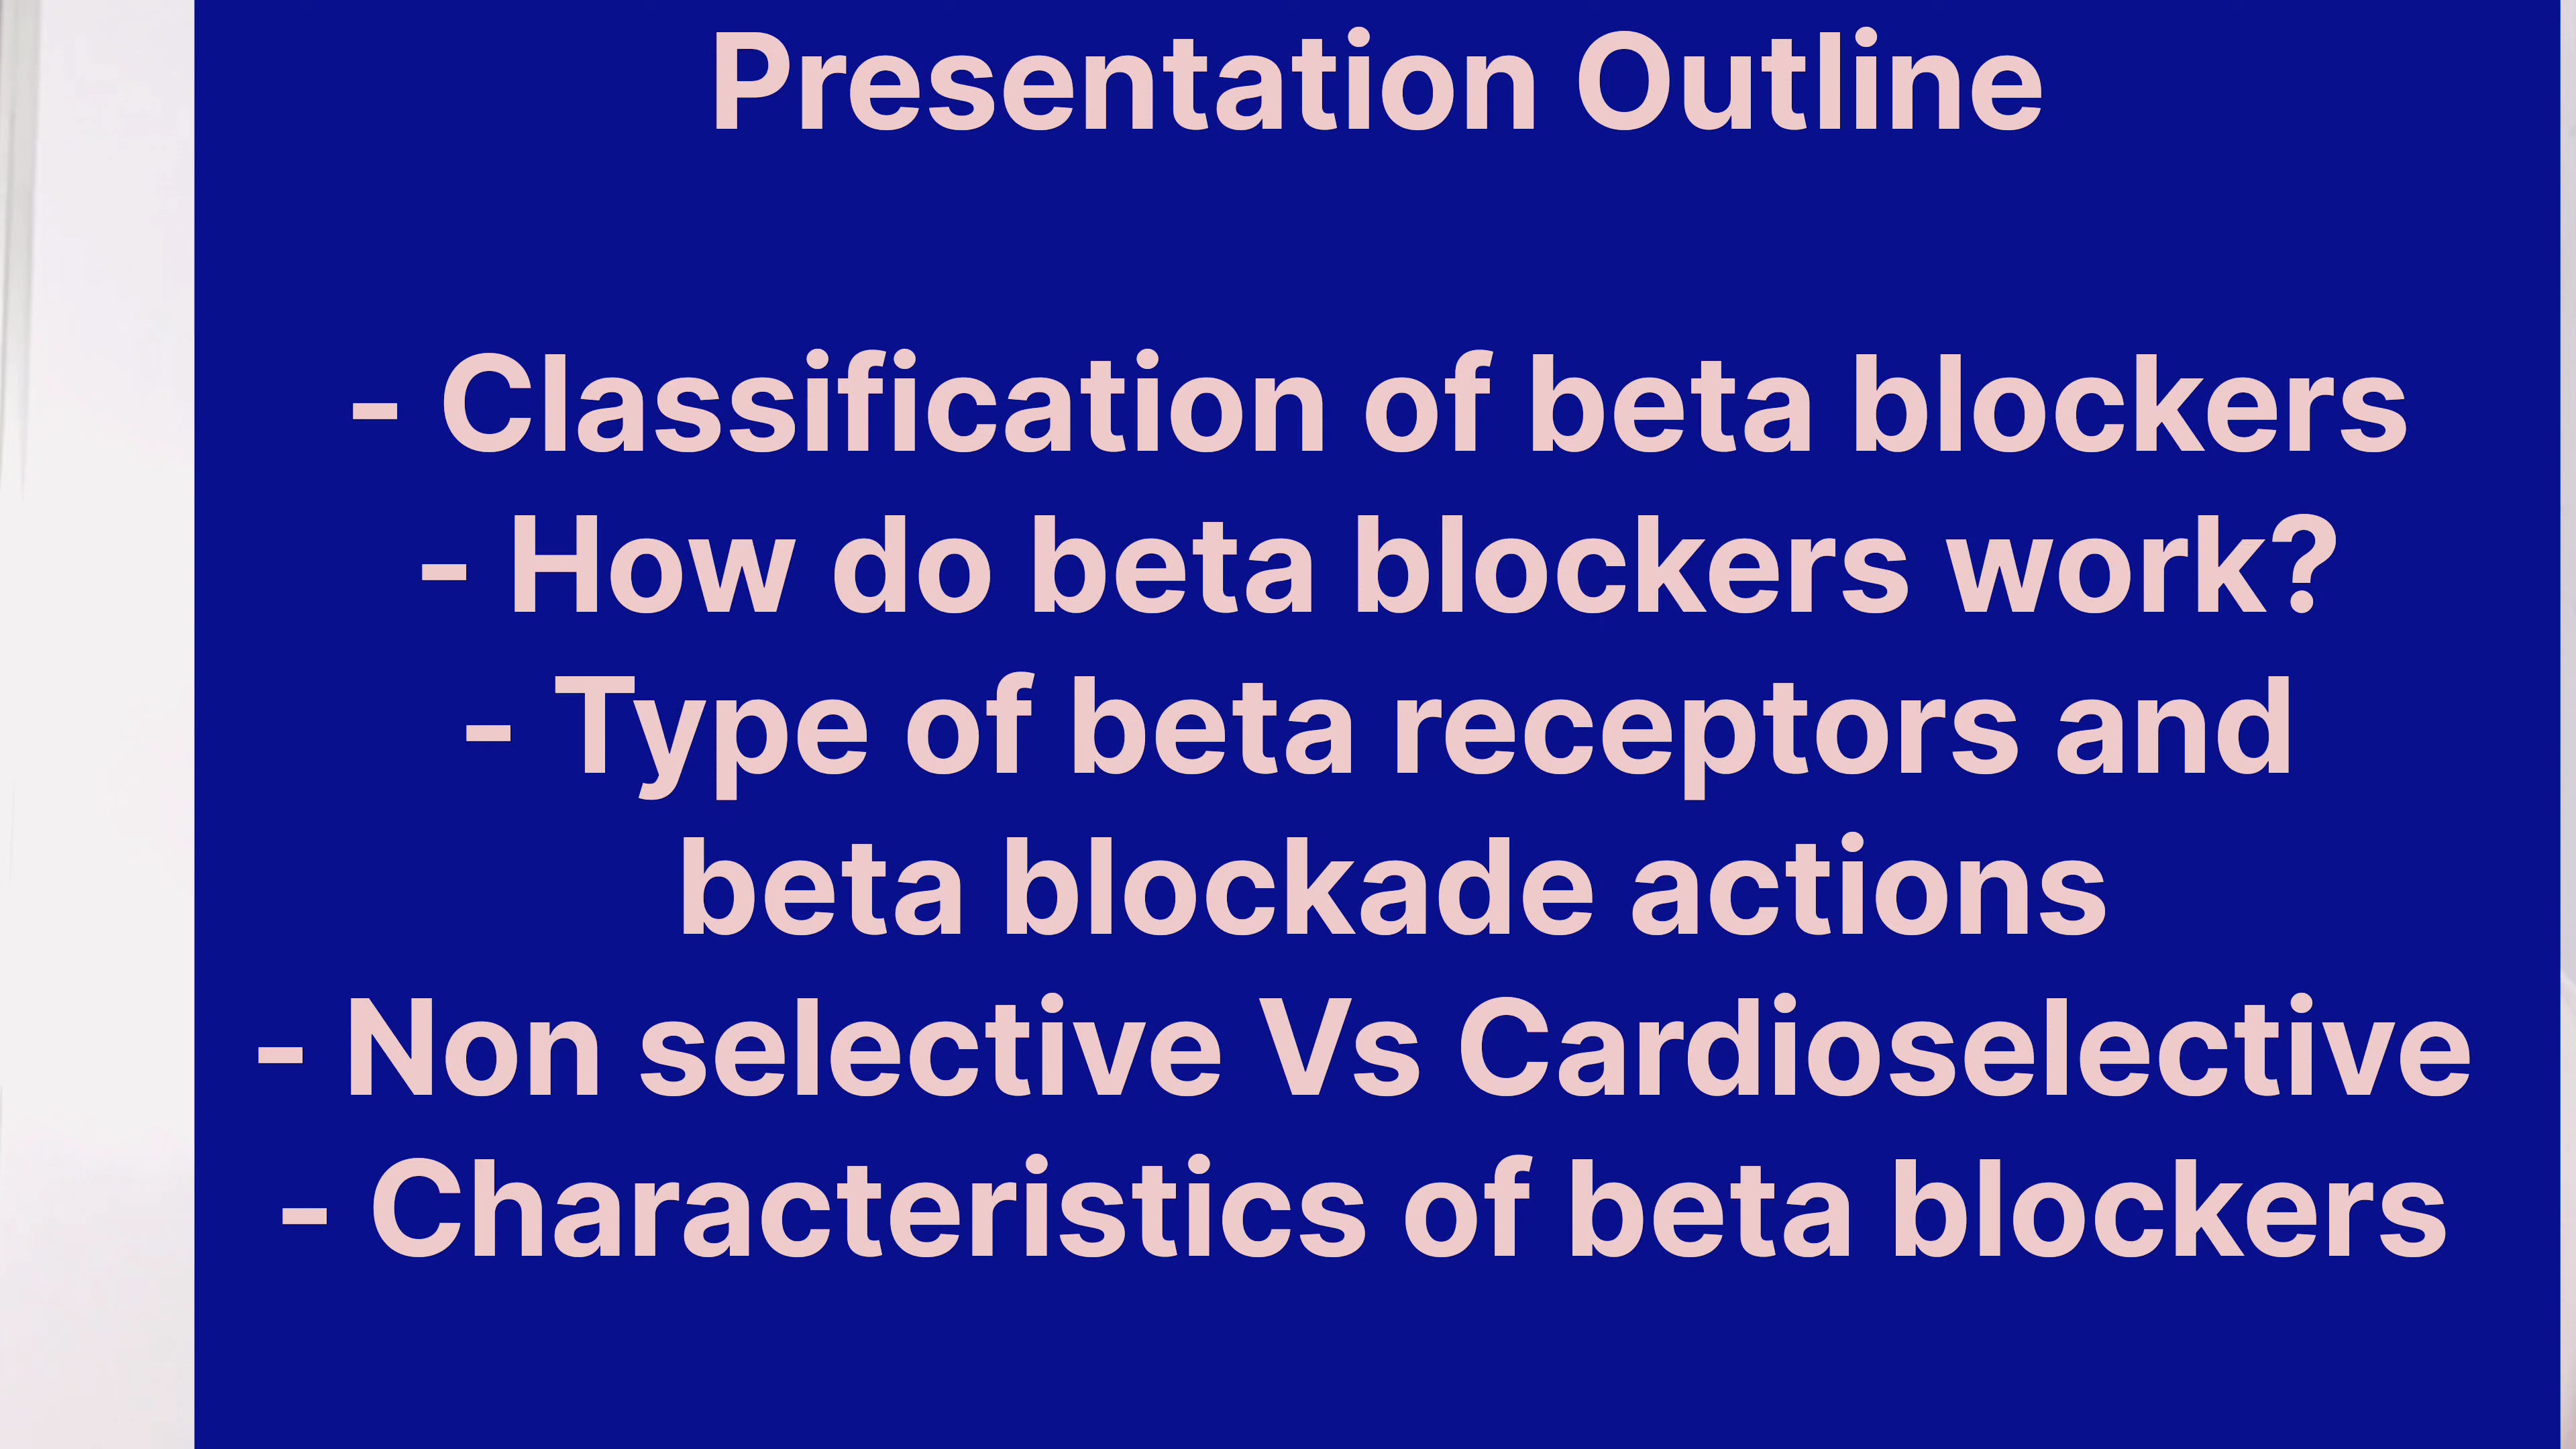 Presentation Outline
- Classification of beta blockers
- How do beta blockers work?
- Type of beta receptors and
beta blockade actions
- Non selective Vs Cardioselective
- Characteristics of beta blockers